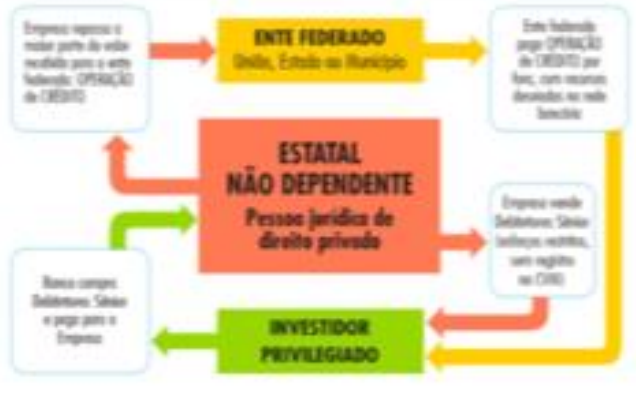 Empresa repassa a
maior parte do valor
recebido para o ente
federado: OPERAÇÃO
de CRÉDITO
ENTE FEDERADO
União, Estado ou Município
Ente federado
paga OPERAÇÃO
de CRÉDITO por
fora, com recursos
desviados na rede
bancária
ESTATAL
NÃO DEPENDENTE
Pessoa jurídica de
direito privado
Empresa vende
Debêntures Sênior
(esforços restritos,
sem registro
na CVM)
Banco compra
Debêntures Sênior
e paga para a
Empresa
INVESTIDOR
PRIVILEGIADO